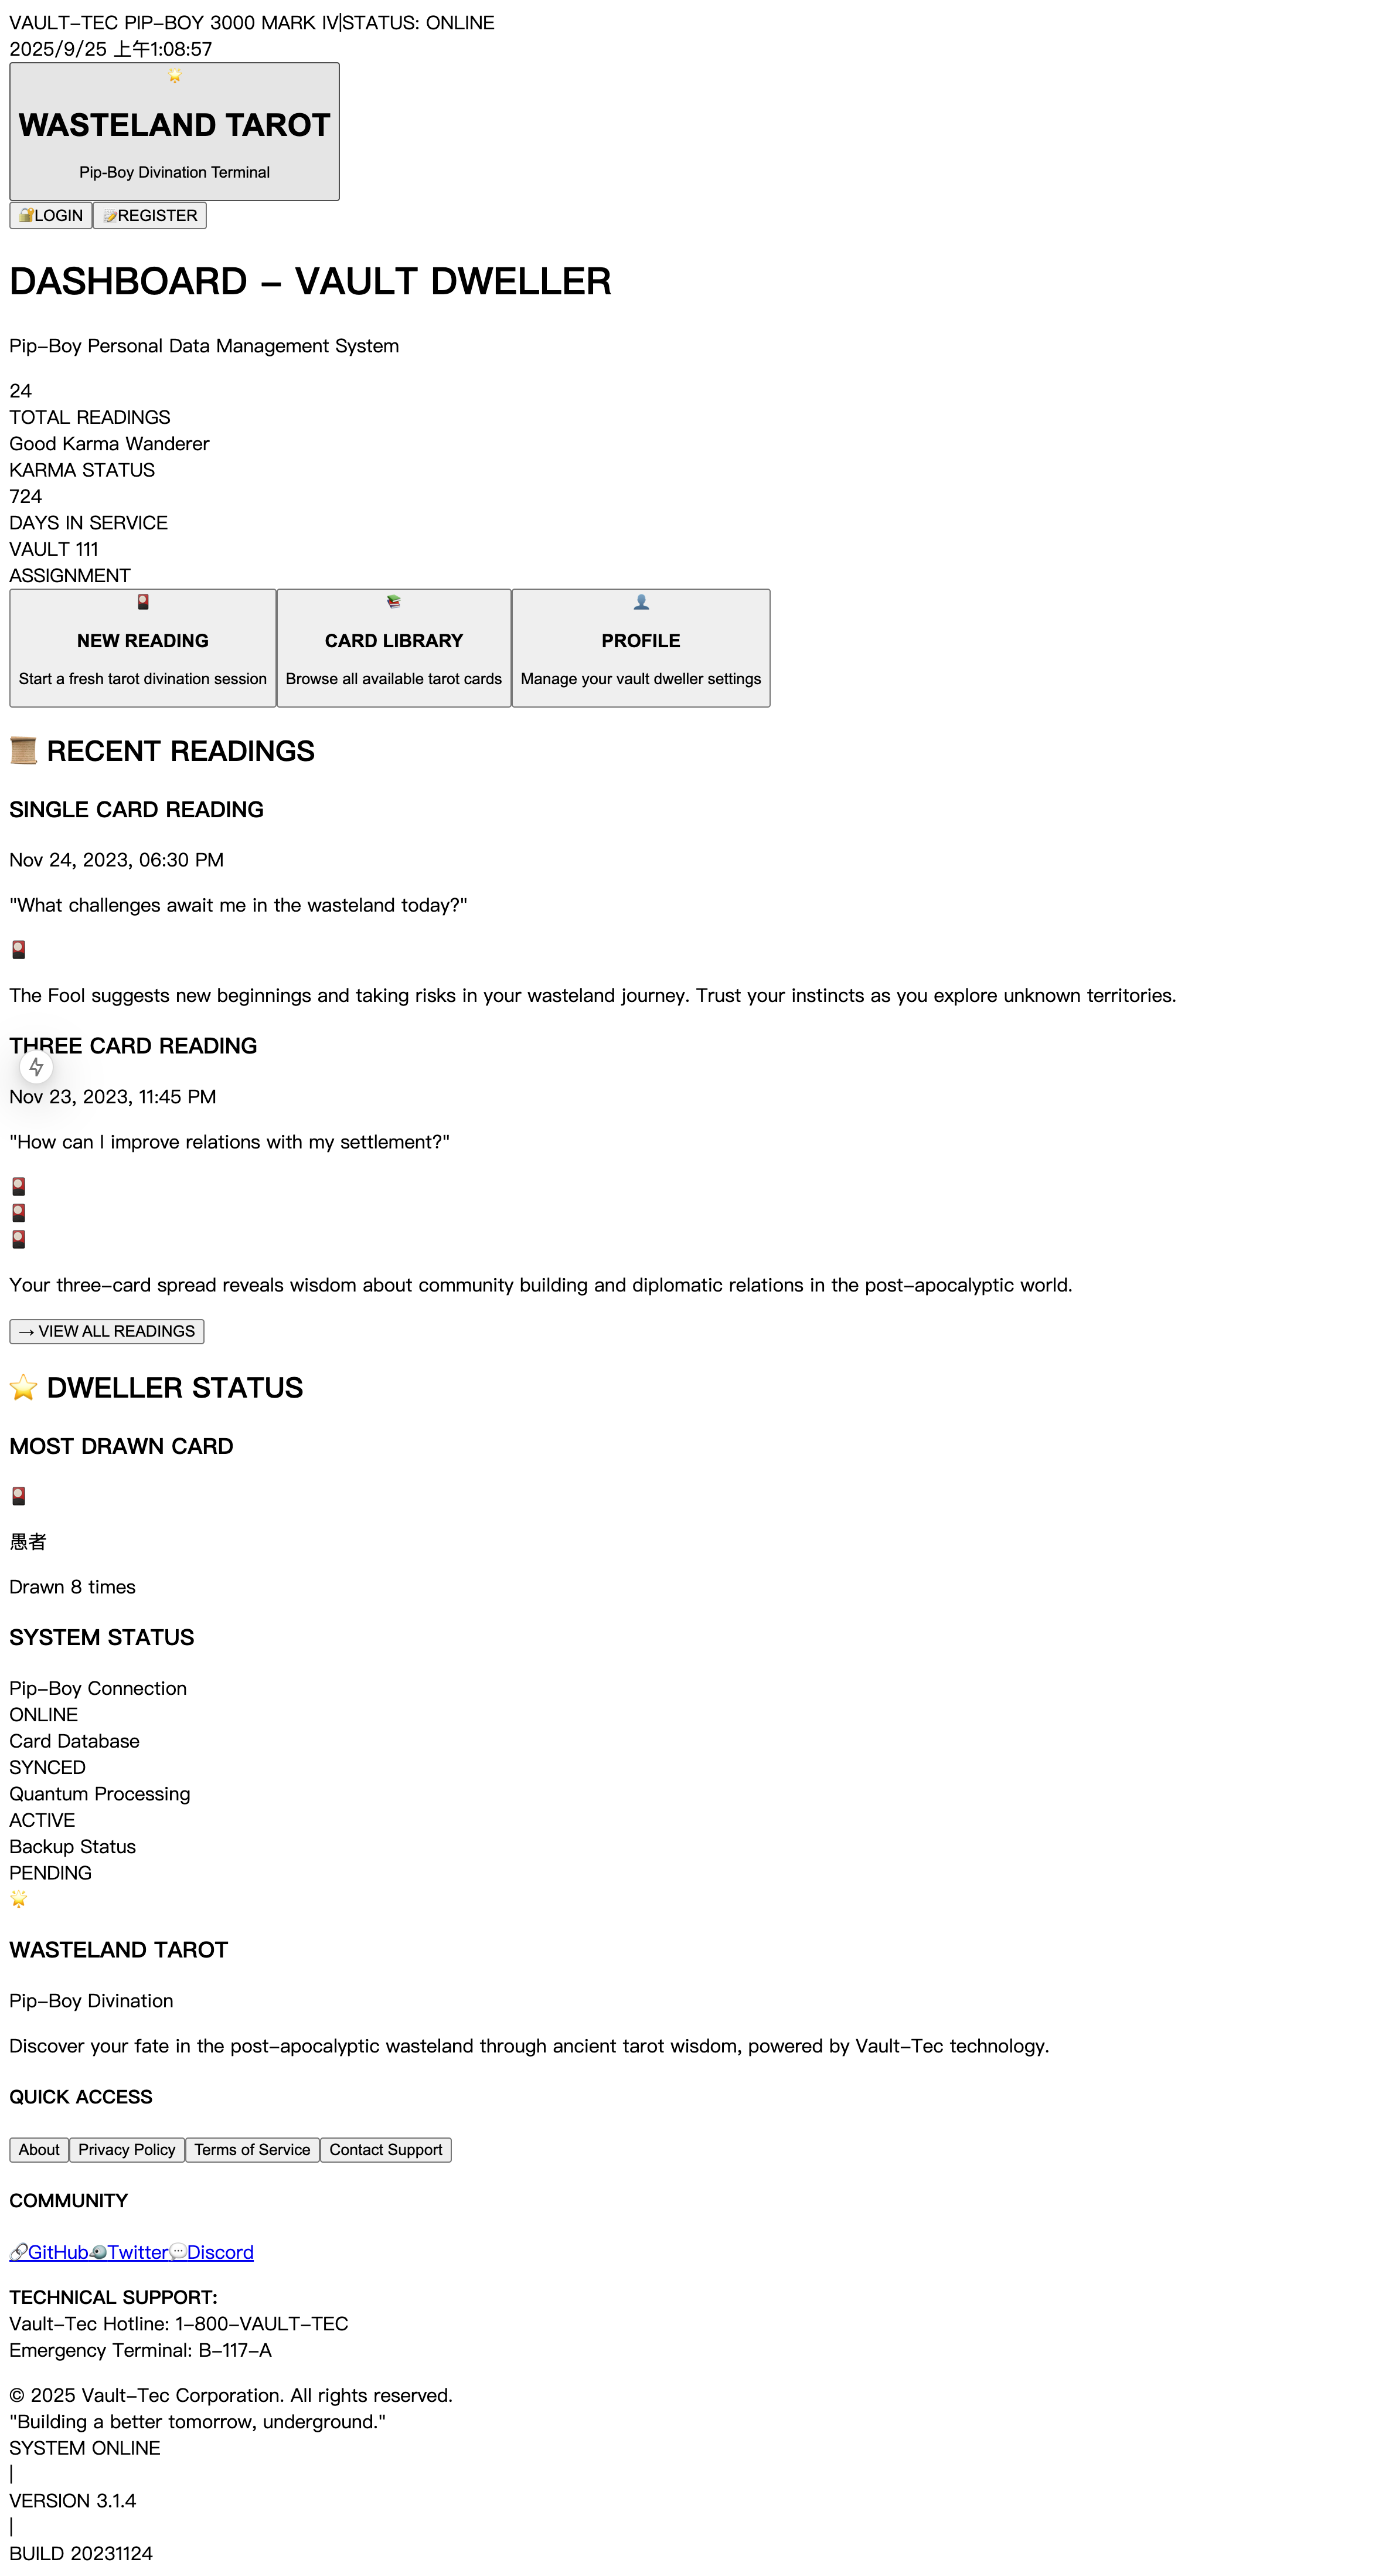 VAULT-TEC PIP-BOY 3000 MARK IV|STATUS: ONLINE
2025/9/25 上午1:08:57
WASTELAND TAROT
Pip-Boy Divination Terminal
LOGIN REGISTER
DASHBOARD - VAULT DWELLER
Pip-Boy Personal Data Management System
24
TOTAL READINGS
Good Karma Wanderer
KARMA STATUS
724
DAYS IN SERVICE
VAULT 111
ASSIGNMENT
NEW READING
Start a fresh tarot divination session
CARD LIBRARY
Browse all available tarot cards
PROFILE
Manage your vault dweller settings
RECENT READINGS
SINGLE CARD READING
Nov 24, 2023, 06:30 PM
"What challenges await me in the wasteland today?"
The Fool suggests new beginnings and taking risks in your wasteland journey. Trust your instincts as you explore unknown territories.
THREE CARD READING
Nov 23, 2023, 11:45 PM
"How can I improve relations with my settlement?"
Your three-card spread reveals wisdom about community building and diplomatic relations in the post-apocalyptic world.
→ VIEW ALL READINGS
DWELLER STATUS
MOST DRAWN CARD
愚者
Drawn 8 times
SYSTEM STATUS
Pip-Boy Connection
ONLINE
Card Database
SYNCED
Quantum Processing
ACTIVE
Backup Status
PENDING
WASTELAND TAROT
Pip-Boy Divination
Discover your fate in the post-apocalyptic wasteland through ancient tarot wisdom, powered by Vault-Tec technology.
QUICK ACCESS
About Privacy Policy Terms of Service Contact Support
COMMUNITY
GitHub Twitter Discord
TECHNICAL SUPPORT:
Vault-Tec Hotline: 1-800-VAULT-TEC
Emergency Terminal: B-117-A
© 2025 Vault-Tec Corporation. All rights reserved.
"Building a better tomorrow, underground."
SYSTEM ONLINE
|
VERSION 3.1.4
|
BUILD 20231124